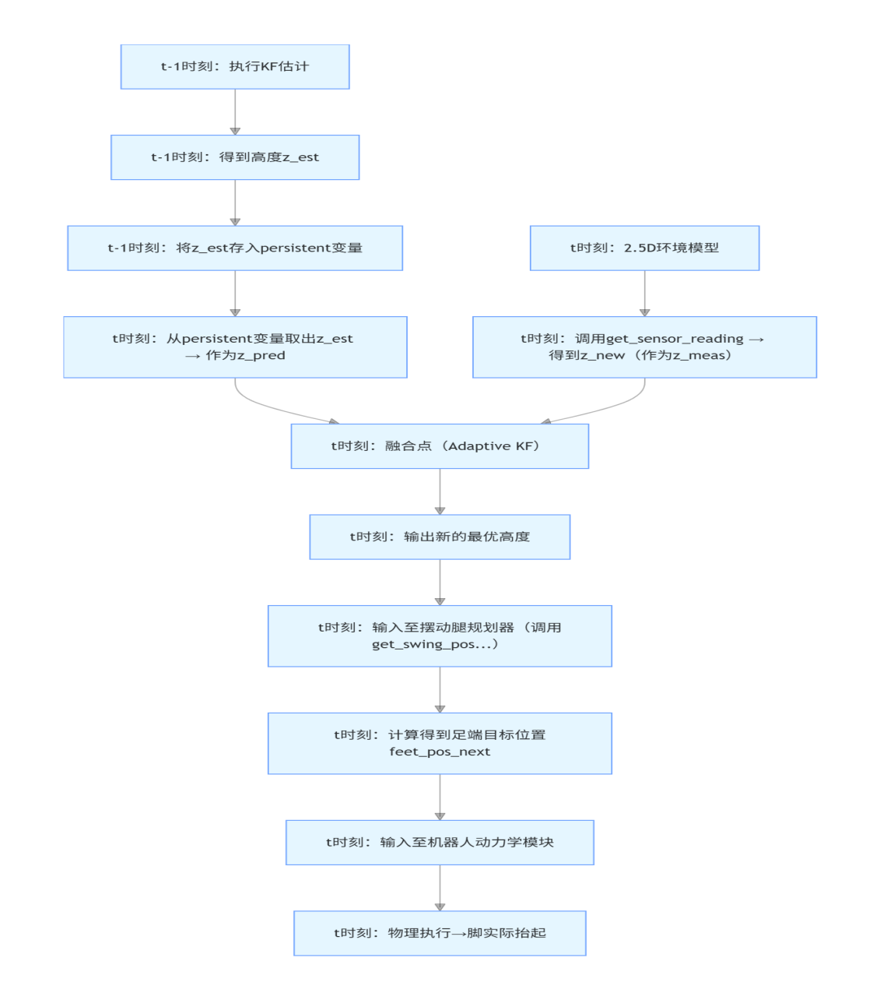 t-1时刻：执行KF估计
t-1时刻：得到高度z_est
t-1时刻：将z_est存入persistent变量
t时刻：2.5D环境模型
t时刻：从persistent变量取出z_est
→ 作为z_pred
t时刻：调用get_sensor_reading →
得到z_new（作为z_meas）
t时刻：融合点（Adaptive KF）
t时刻：输出新的最优高度
t时刻：输入至摆动腿规划器（调用
get_swing_pos...）
t时刻：计算得到足端目标位置
feet_pos_next
t时刻：输入至机器人动力学模块
t时刻：物理执行→脚实际抬起